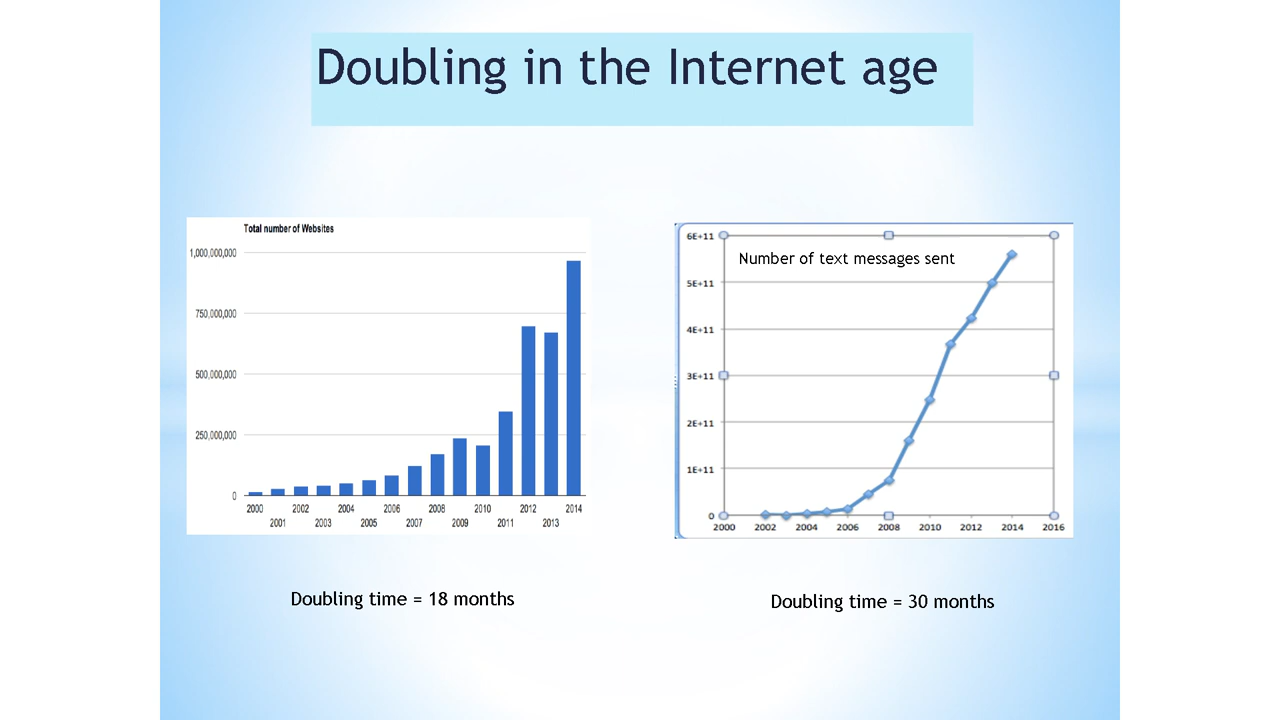 Doubling in the Internet age
Total number of Websites
1,000,000,000
750,000,000
500,000,000
250,000,000
0
2000 2002 2004 2006 2008 2010 2012 2014
2001 2003 2005 2007 2009 2011 2013
Doubling time = 18 months
Number of text messages sent
6E+11
5E+11
4E+11
3E+11
2E+11
1E+11
0
2000 2002 2004 2006 2008 2010 2012 2014 2016
Doubling time = 30 months